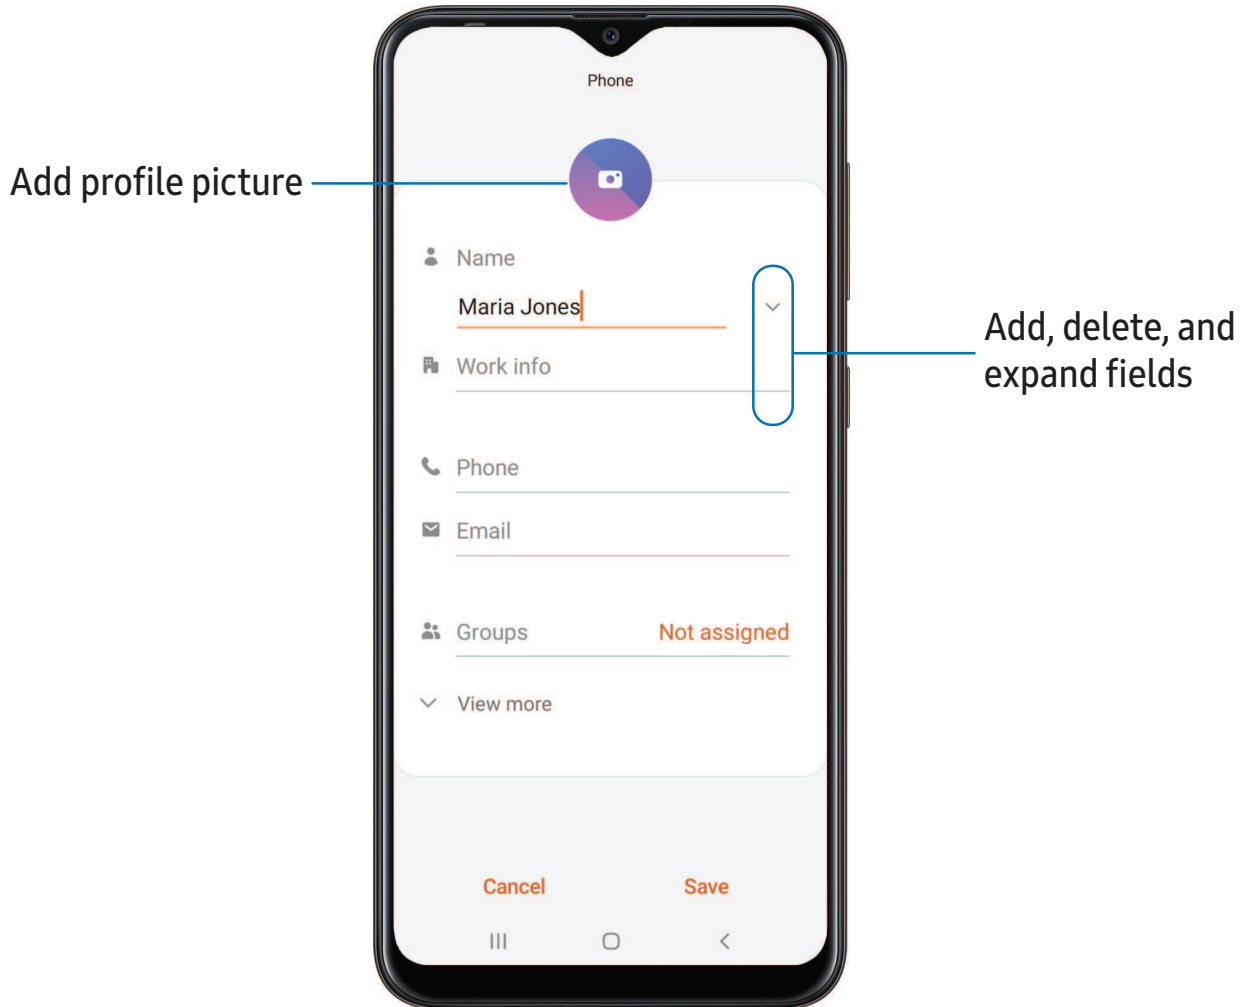 Phone
Add profile picture
Name
Maria Jones
Add, delete, and
expand fields
Work info
Phone
Email
Groups Not assigned
View more
Cancel Save